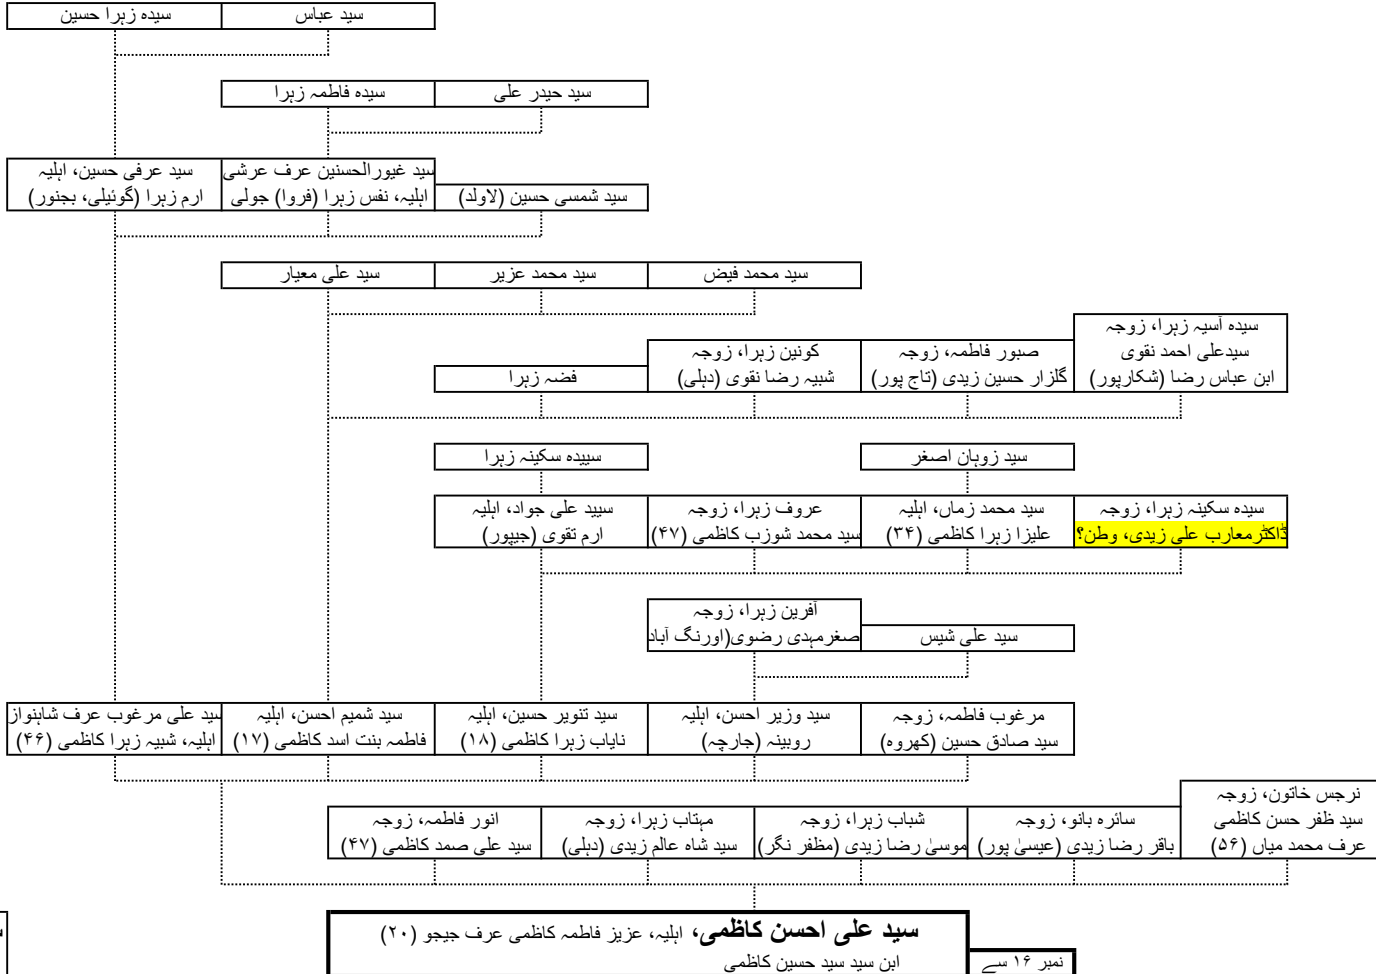 سید عباس
سیدہ زہرا حسین
سید حیدر علی
سیدہ فاطمہ زہرا
سید غیورالحسنین عرف عرشی
اہلیہ، نفس زہرا (فروا) جولی
سید عرفی حسین، اہلیہ
ارم زہرا (گوئیلی، بجنور)
سید شمسی حسین (لاولد)
سید محمد فیض
سید محمد عزیر
سید علی معیار
سیدہ آسیہ زہرا، زوجہ
سیدعلی احمد نقوی
ابن عباس رضا (شکارپور)
صبور فاطمہ، زوجہ
گلزار حسین زیدی (تاج پور)
کونین زہرا، زوجہ
شبیہ رضا نقوی (دہلی)
فضہ زہرا
سید زوہان اصغر
سییدہ سکینہ زہرا
سیدہ سکینہ زہرا، زوجہ
ڈاکٹرمعارب علی زیدی، وطن؟
سید محمد زماں، اہلیہ
علیزا زہرا کاظمی (۳۴)
عروف زہرا، زوجہ
سید محمد شوزب کاظمی (۴۷)
سیید علی جواد، اہلیہ
ارم تقوی (جیپور)
آفرین زہرا، زوجہ
صغرمہدی رضوی(اورنگ آباد
سید علی شیس
مرغوب فاطمہ، زوجہ
سید صادق حسین (کھروہ)
سید وزیر احسن، اہلیہ
روبینہ (جارچہ)
سید تنویر حسین، اہلیہ
نایاب زہرا کاظمی (۱۸)
سید شمیم احسن، اہلیہ
فاطمہ بنت اسد کاظمی (۱۷)
سید علی مرغوب عرف شاہنواز
اہلیہ، شبیہ زہرا کاظمی (۴۶)
نرجس خاتون، زوجہ
سید ظفر حسن کاظمی
عرف محمد میاں (۵۶)
سائرہ بانو، زوجہ
باقر رضا زیدی (عیسیٰ پور)
شباب زہرا، زوجہ
موسیٰ رضا زیدی (مظفر نگر)
مہتاب زہرا، زوجہ
سید شاہ عالم زیدی (دہلی)
انور فاطمہ، زوجہ
سید علی صمد کاظمی (۴۷)
سید علی احسن کاظمی، اہلیہ، عزیز فاطمہ کاظمی عرف جیجو (۲۰)
ابن سید سید حسین کاظمی
نمبر ۱۶ سے